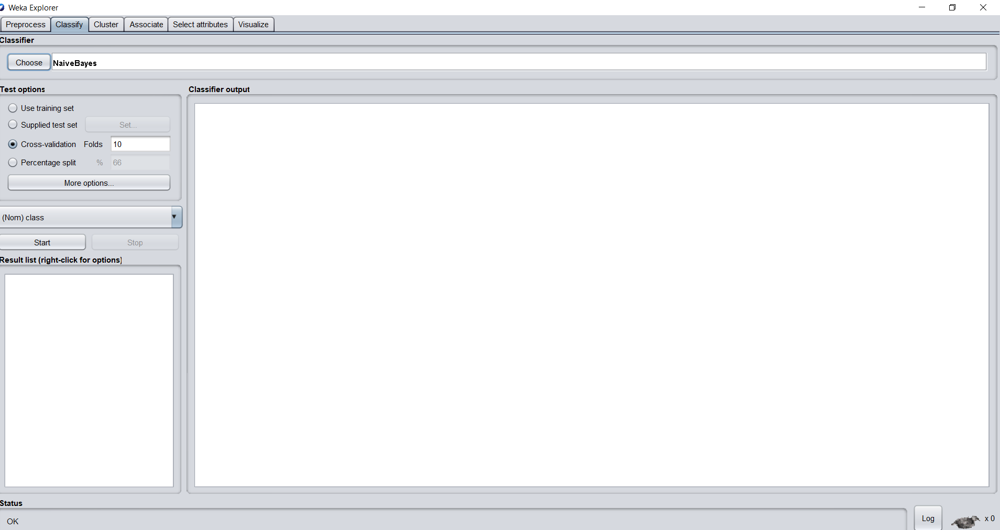 Weka Explorer
Preprocess Classify Cluster Associate Select attributes Visualize
Classifier
Choose NaiveBayes
Test options
Use training set
Supplied test set Set...
Cross-validation Folds 10
Percentage split % 66
More options...
(Nom) class
Start Stop
Result list (right-click for options)
Classifier output
Status
OK
Log x 0